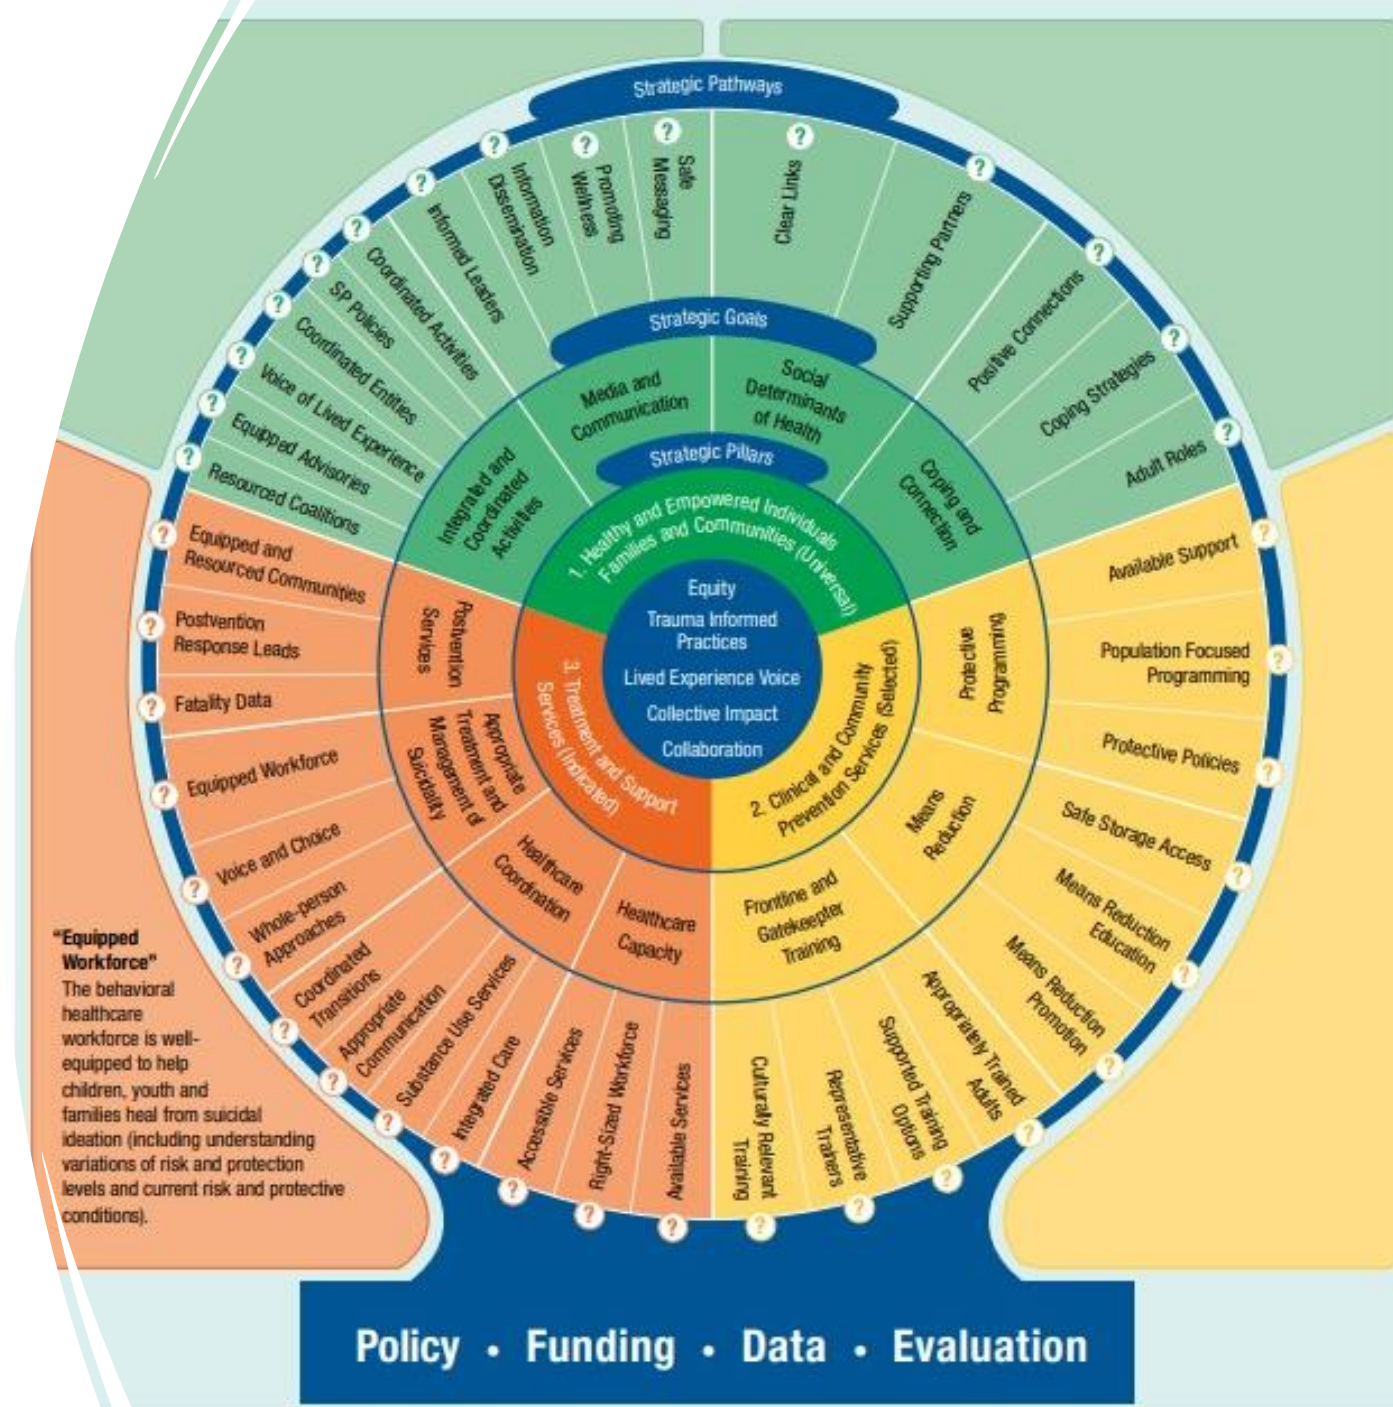 Strategic Pathways
Safe
Messaging
Promoting
Wellness
Information
Dissemination
Informed Leaders
Coordinated Activities
SP Policies
Coordinated Entities
Voice of Lived Experience
Equipped Advisories
Resourced Coalitions
Clear Links
Supporting Partners
Positive Connections
Coping Strategies
Adult Roles
Strategic Goals
Media and
Communication
Social
Determinants
of Health
Integrated and
Coordinated
Activities
Coping and
Connection
Strategic Pillars
1. Healthy and Empowered Individuals
Families and Communities (Universal)
Equity
Trauma Informed
Practices
Lived Experience Voice
Collective Impact
Collaboration
2. Clinical and Community
Prevention Services (Selected)
3. Treatment and Support
Services (Indicated)
Protective
Programming
Means
Reduction
Frontline and
Gatekeeper
Training
Available Support
Population Focused
Programming
Protective Policies
Safe Storage Access
Means Reduction
Education
Means Reduction
Promotion
Appropriately Trained
Adults
Supported Training
Options
Representative
Trainers
Culturally Relevant
Training
Postvention
Services
Appropriate
Treatment and
Management of
Suicidality
Healthcare
Coordination
Healthcare
Capacity
Equipped and
Resourced Communities
Postvention
Response Leads
Fatality Data
Equipped Workforce
Voice and Choice
Whole-person
Approaches
Coordinated
Transitions
Appropriate
Communication
Substance Use Services
Integrated Care
Accessible Services
Right-Sized Workforce
Available Services
"Equipped
Workforce"
The behavioral
healthcare
workforce is well-
equipped to help
children, youth and
families heal from suicidal
ideation (including understanding
variations of risk and protection
levels and current risk and protective
conditions).
Policy • Funding • Data • Evaluation